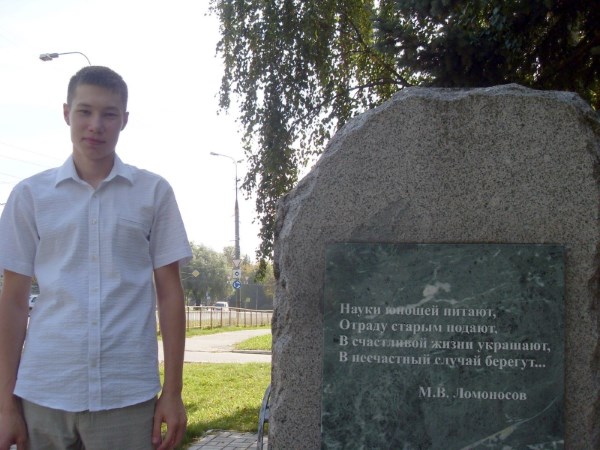 Науки юношей питают,
Отраду старым подают,
В счастливой жизни украшают,
В несчастный случай берегут...
М.В. Ломоносов